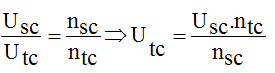 U_sc / U_tc = n_sc / n_tc ⇒ U_tc = U_sc.n_tc / n_sc